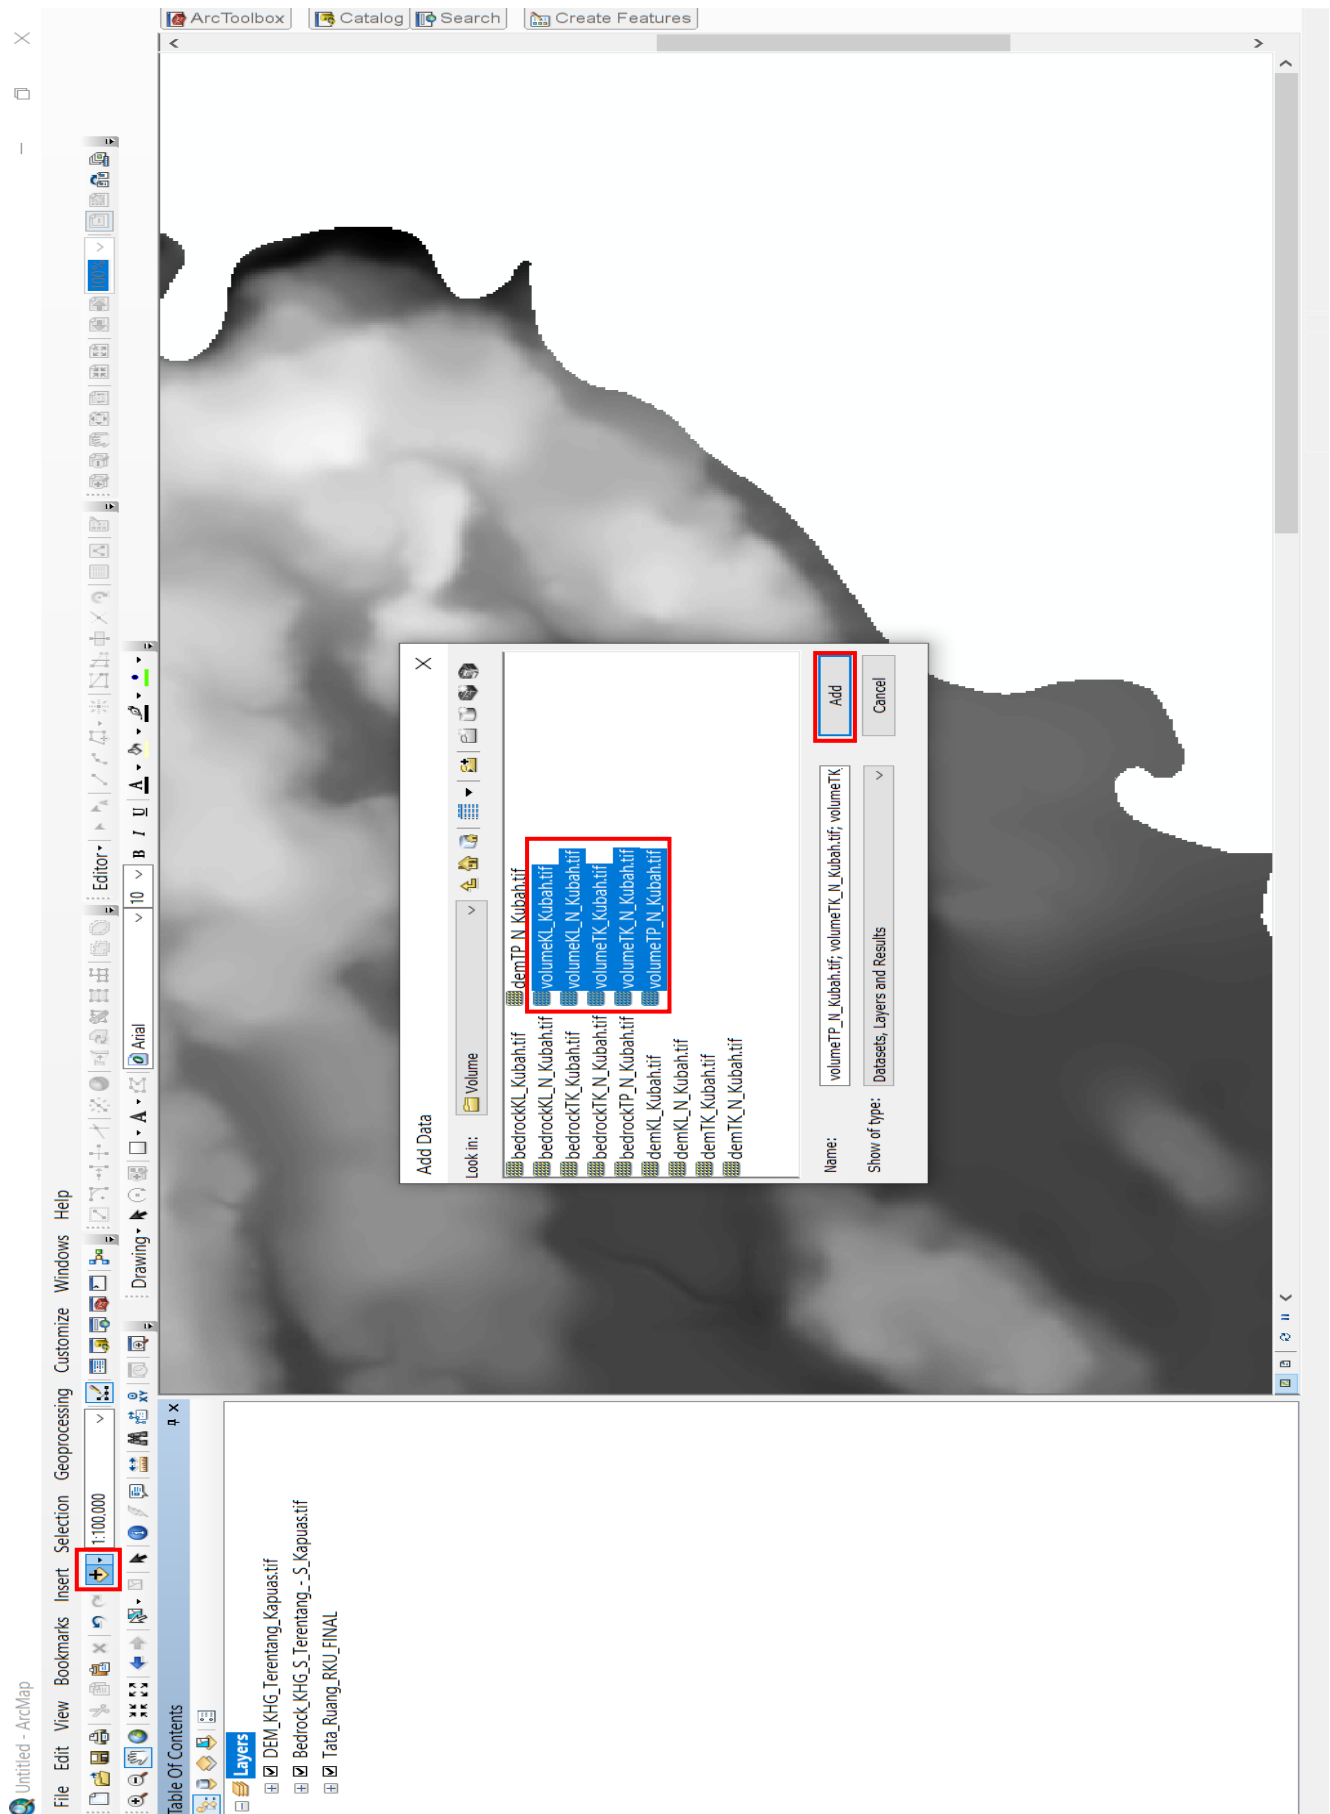 Untitled - ArcMap
File Edit View Bookmarks Insert Selection Geoprocessing Customize Windows Help
1:100,000
Editor
100%
Drawing
A
Arial
10
B I U A
Table Of Contents
Layers
DEM_KHG_Terentang_Kapuas.tif
Bedrock_KHG_S_Terentang_-_S_Kapuas.tif
Tata_Ruang_RKU_FINAL
Add Data
Look in:
Volume
bedrockKL_Kubah.tif
bedrockKL_N_Kubah.tif
bedrockTK_Kubah.tif
bedrockTK_N_Kubah.tif
bedrockTP_N_Kubah.tif
demKL_Kubah.tif
demKL_N_Kubah.tif
demTK_Kubah.tif
demTK_N_Kubah.tif
demTP_N_Kubah.tif
volumeKL_Kubah.tif
volumeKL_N_Kubah.tif
volumeTK_Kubah.tif
volumeTK_N_Kubah.tif
volumeTP_N_Kubah.tif
Name:
volumeTP_N_Kubah.tif; volumeTK_N_Kubah.tif; volumeTK
Add
Show of type:
Datasets, Layers and Results
Cancel
ArcToolbox
Catalog
Search
Create Features